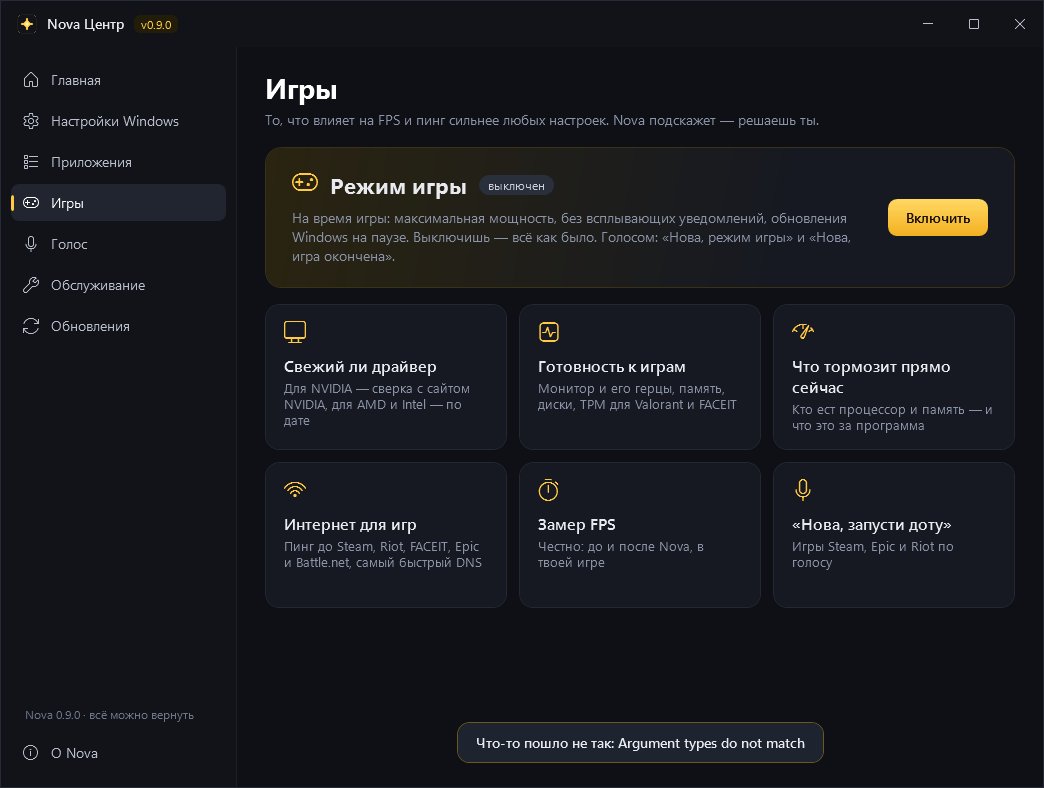 Nova Центр v0.9.0
Главная
Настройки Windows
Приложения
Игры
Голос
Обслуживание
Обновления
Nova 0.9.0 · всё можно вернуть
О Nova
Игры
То, что влияет на FPS и пинг сильнее любых настроек. Nova подскажет — решаешь ты.
Режим игры выключен
На время игры: максимальная мощность, без всплывающих уведомлений, обновления
Windows на паузе. Выключишь — всё как было. Голосом: «Нова, режим игры» и «Нова,
игра окончена».
Включить
Свежий ли драйвер
Для NVIDIA — сверка с сайтом
NVIDIA, для AMD и Intel — по
дате
Готовность к играм
Монитор и его герцы, память,
диски, TPM для Valorant и FACEIT
Что тормозит прямо
сейчас
Кто ест процессор и память — и
что это за программа
Интернет для игр
Пинг до Steam, Riot, FACEIT, Epic
и Battle.net, самый быстрый DNS
Замер FPS
Честно: до и после Nova, в
твоей игре
«Нова, запусти доту»
Игры Steam, Epic и Riot по
голосу
Что-то пошло не так: Argument types do not match